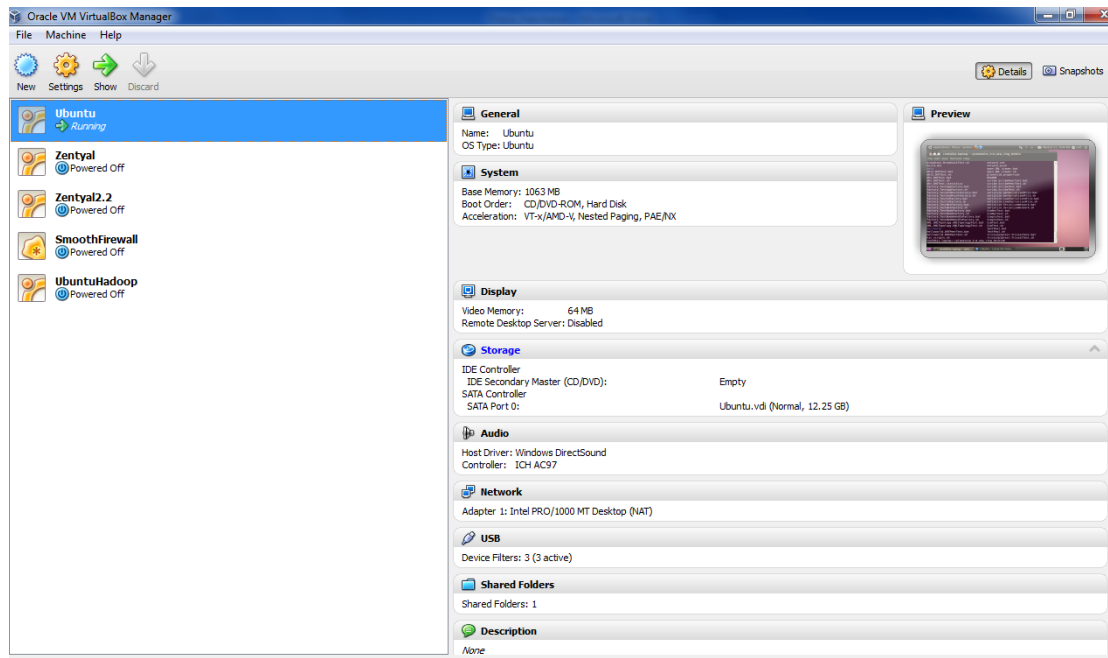 Oracle VM VirtualBox Manager
File Machine Help
New Settings Show Discard
Details Snapshots
Ubuntu
Running
Zentyal
Powered Off
Zentyal2.2
Powered Off
SmoothFirewall
Powered Off
UbuntuHadoop
Powered Off
General
Name: Ubuntu
OS Type: Ubuntu
System
Base Memory: 1063 MB
Boot Order: CD/DVD-ROM, Hard Disk
Acceleration: VT-x/AMD-V, Nested Paging, PAE/NX
Preview
Display
Video Memory: 64 MB
Remote Desktop Server: Disabled
Storage
IDE Controller
IDE Secondary Master (CD/DVD): Empty
SATA Controller
SATA Port 0: Ubuntu.vdi (Normal, 12.25 GB)
Audio
Host Driver: Windows DirectSound
Controller: ICH AC97
Network
Adapter 1: Intel PRO/1000 MT Desktop (NAT)
USB
Device Filters: 3 (3 active)
Shared Folders
Shared Folders: 1
Description
None